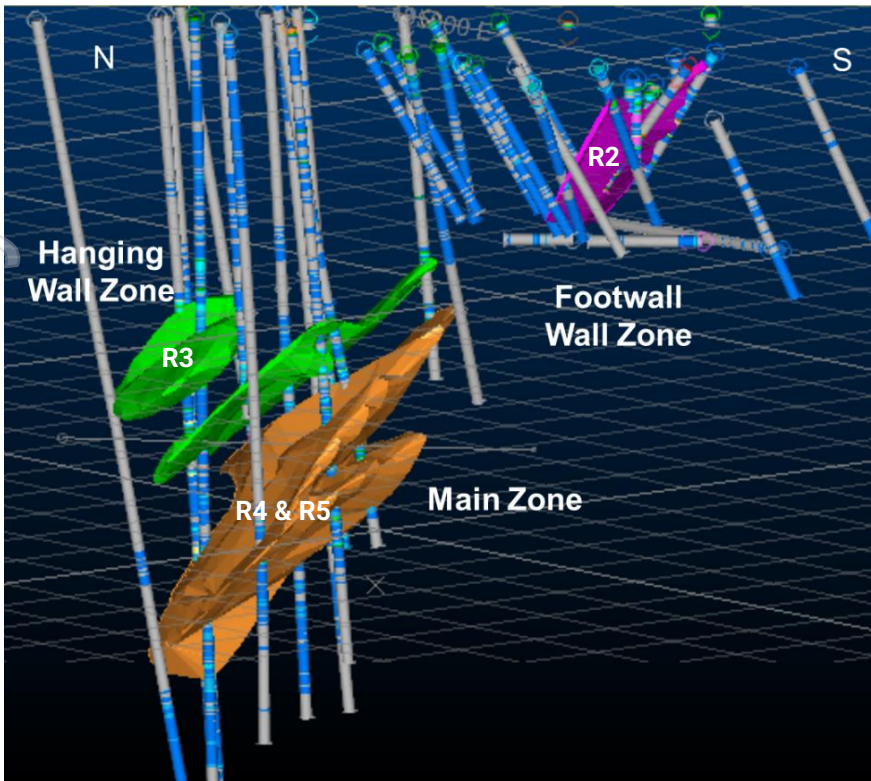 N
S
Hanging
Wall Zone
R2
Footwall
Wall Zone
R3
Main Zone
R4 & R5